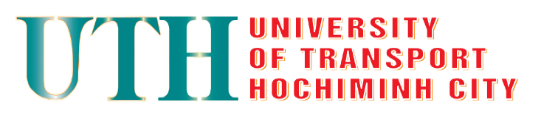 UTH
UNIVERSITY
OF TRANSPORT
HOCHIMINH CITY